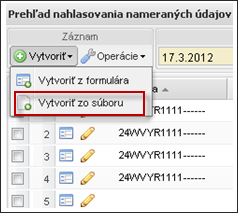 Prehľad nahlasovania nameraných údajov
Záznam
Vytvoriť Operácie 17.3.2012
Vytvoriť z formulára
Vytvoriť zo súboru
2 24WVYR1111------
3 24WVYR1111------
4 24WVYR1111------
5 24WVYR1111------